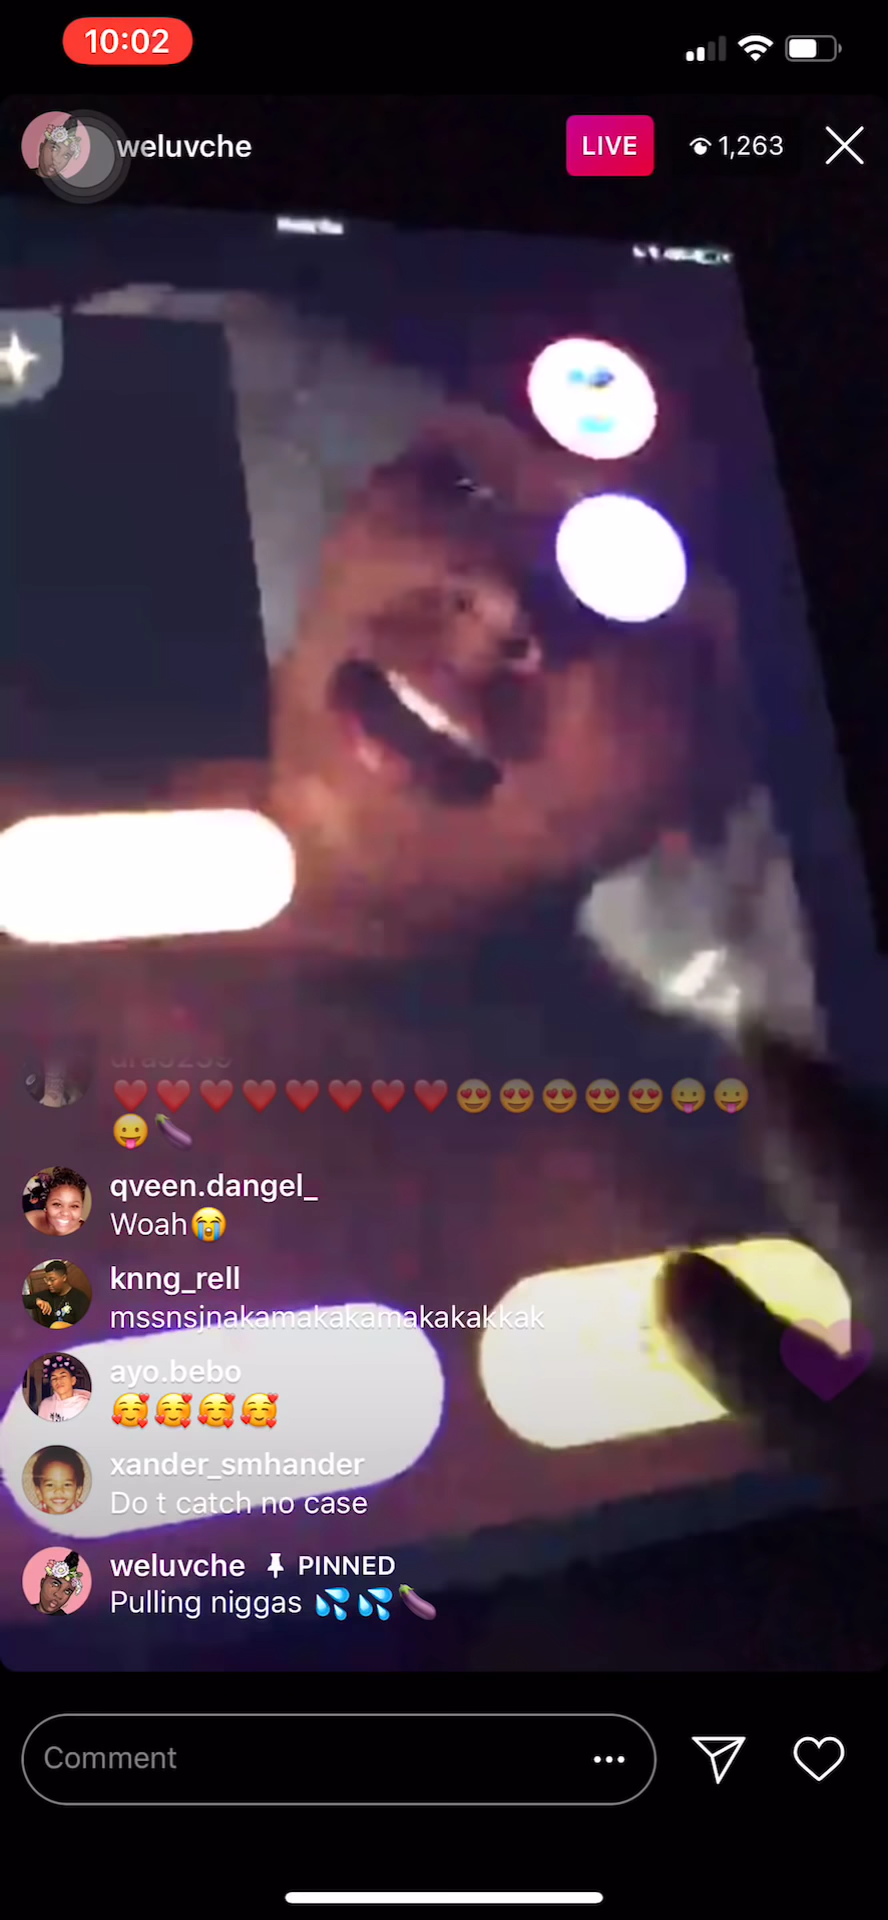 10:02
weluvche
LIVE
1,263
❤️❤️❤️❤️❤️❤️❤️❤️😍😍😍😍😍😛😛
😛🍆
qveen.dangel_
Woah😭
knng_rell
mssnsjnakamakakamakakakkak
ayo.bebo
🥰🥰🥰🥰
xander_smhander
Do t catch no case
weluvche PINNED
Pulling niggas 💦💦🍆
Comment